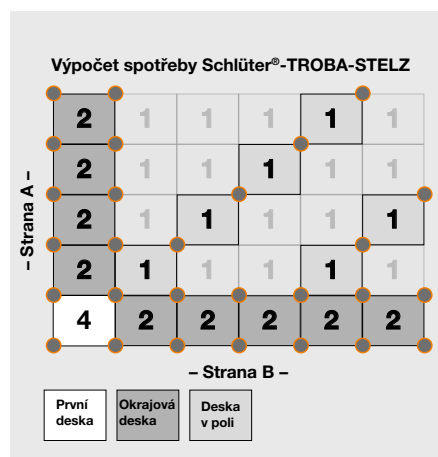 Výpočet spotřeby Schlüter®-TROBA-STELZ
2 1 1 1 1 1
2 1 1 1 1 1
– Strana A –
2 1 1 1 1 1
2 1 1 1 1 1
4 2 2 2 2 2
– Strana B –
První Okrajová Deska
deska deska v poli